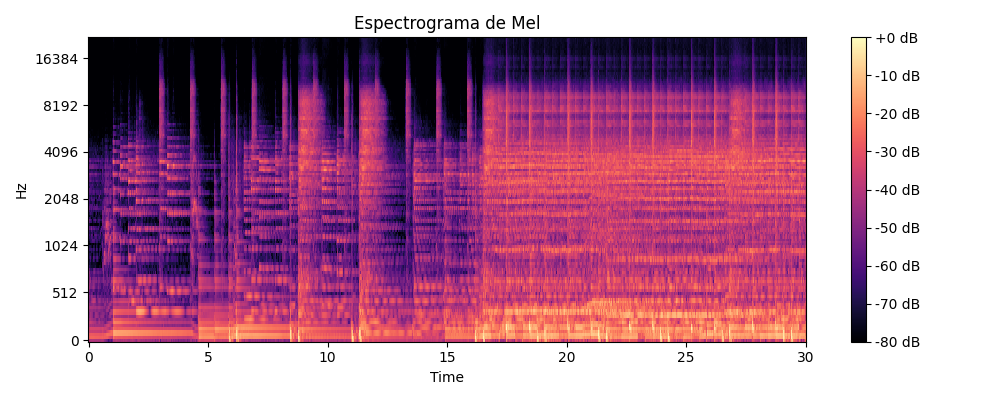 Espectrograma de Mel
Hz
16384
8192
4096
2048
1024
512
0
0 5 10 15 20 25 30
Time
+0 dB
-10 dB
-20 dB
-30 dB
-40 dB
-50 dB
-60 dB
-70 dB
-80 dB